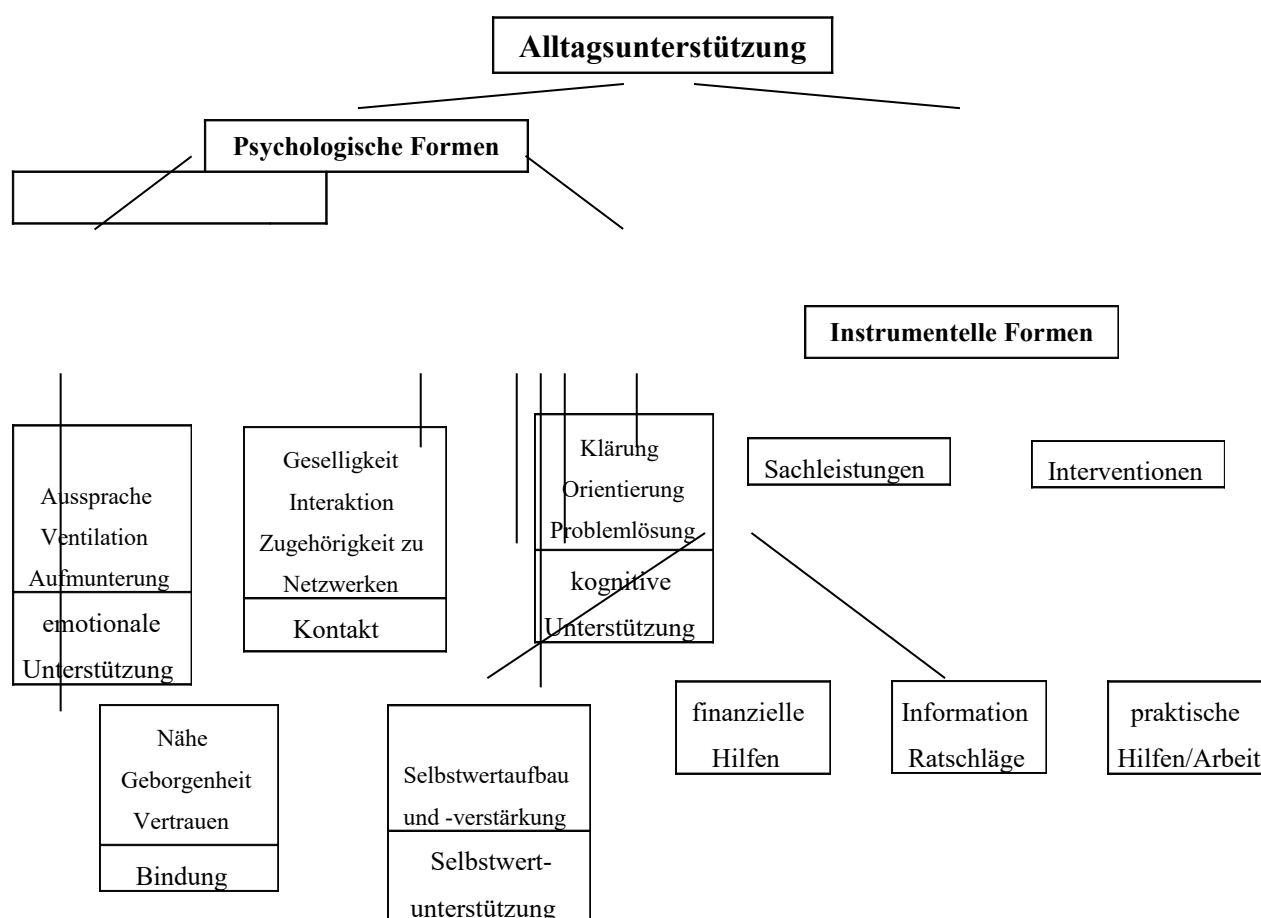 Alltagsunterstützung
Psychologische Formen
Instrumentelle Formen
Aussprache
Ventilation
Aufmunterung
emotionale
Unterstützung
Geselligkeit
Interaktion
Zugehörigkeit zu
Netzwerken
Kontakt
Klärung
Orientierung
Problemlösung
kognitive
Unterstützung
Sachleistungen
Interventionen
Nähe
Geborgenheit
Vertrauen
Bindung
Selbstwertaufbau
und -verstärkung
Selbstwert-
unterstützung
finanzielle
Hilfen
Information
Ratschläge
praktische
Hilfen/Arbeit